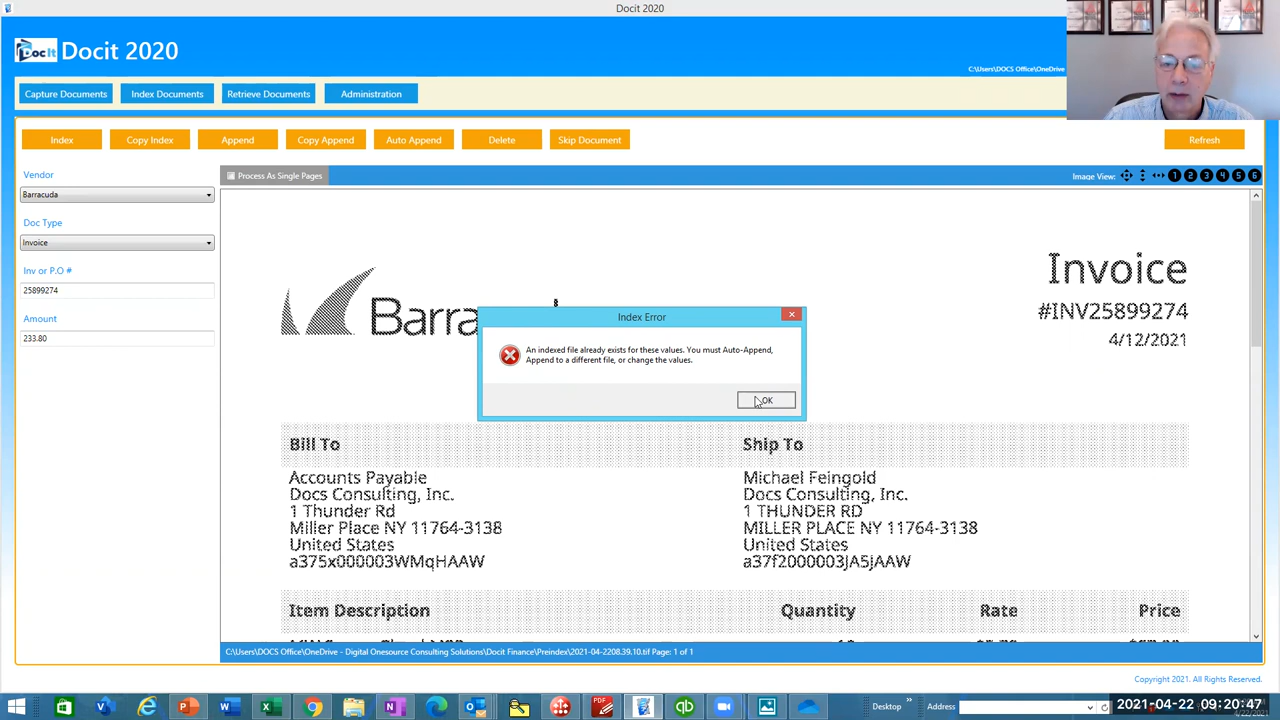 Docit 2020
DocIt Docit 2020
C:\Users\DOCS Office\OneDrive
Capture Documents Index Documents Retrieve Documents Administration
Index Copy Index Append Copy Append Auto Append Delete Skip Document Refresh
Vendor
Barracuda
Doc Type
Invoice
Inv or P.O #
25899274
Amount
233.80
Process As Single Pages
Image View: 1 2 3 4 5 6
Invoice
#INV25899274
4/12/2021
Barra
Index Error
An indexed file already exists for these values. You must Auto-Append,
Append to a different file, or change the values.
OK
Bill To Ship To
Accounts Payable Michael Feingold
Docs Consulting, Inc. Docs Consulting, Inc.
1 Thunder Rd 1 THUNDER RD
Miller Place NY 11764-3138 MILLER PLACE NY 11764-3138
United States United States
a375x000003WMqHAAW a37f2000003JA5jAAW
Item Description Quantity Rate Price
C:\Users\DOCS Office\OneDrive - Digital Onesource Consulting Solutions\Docit Finance\Preindex\2021-04-2208.39.10.tif Page: 1 of 1
Copyright 2021. All Rights Reserved.
Desktop Address
2021-04-22 09:20:47